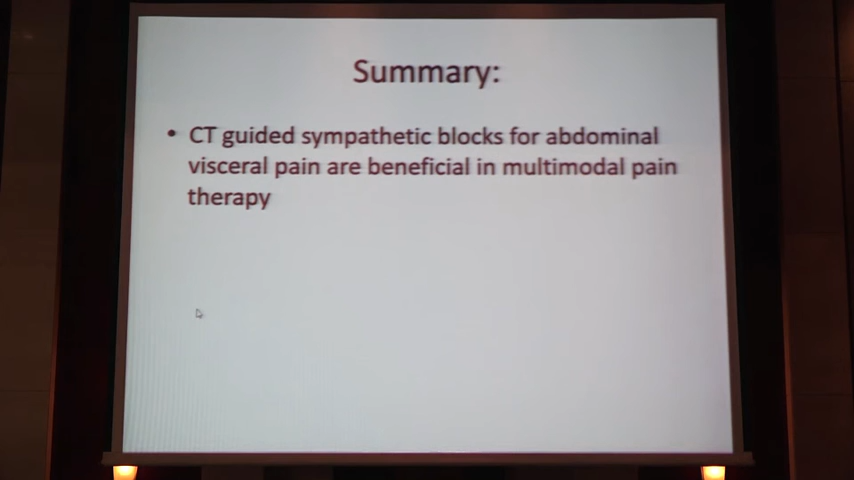 Summary:
• CT guided sympathetic blocks for abdominal
visceral pain are beneficial in multimodal pain
therapy